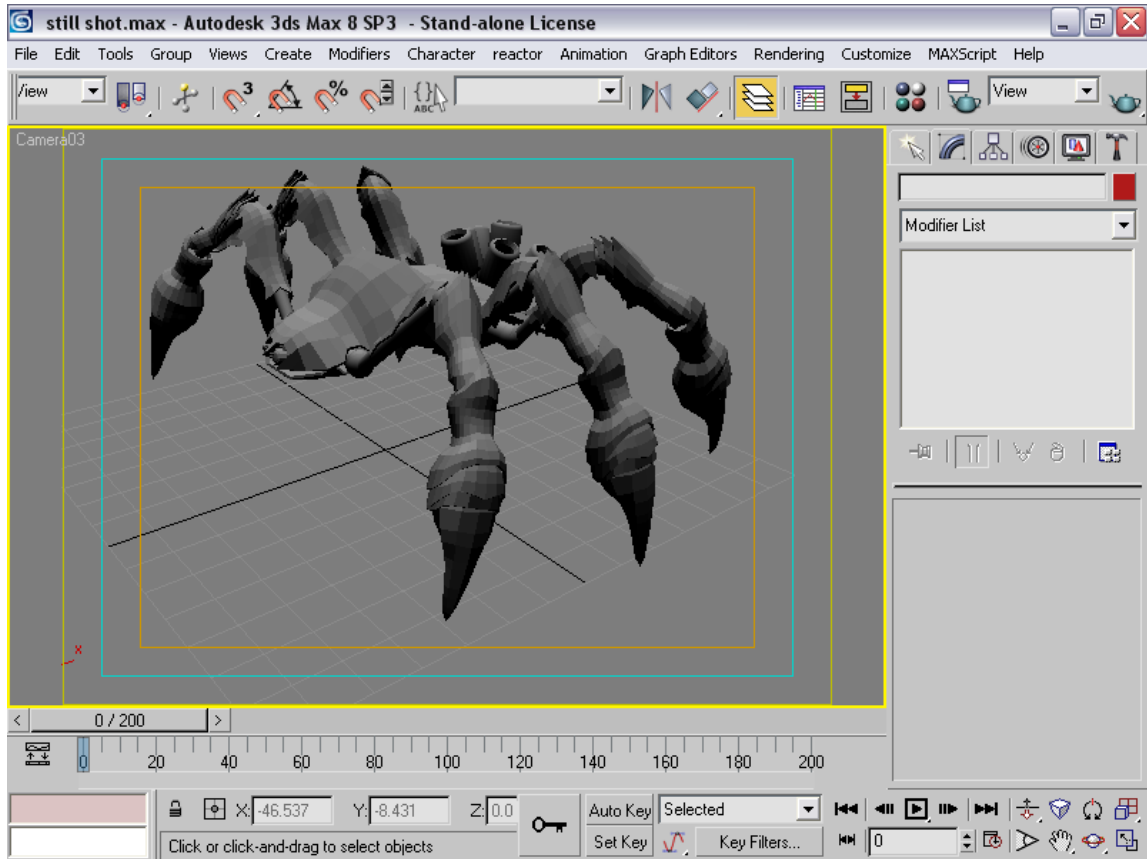 still shot.max - Autodesk 3ds Max 8 SP3 - Stand-alone License
File Edit Tools Group Views Create Modifiers Character reactor Animation Graph Editors Rendering Customize MAXScript Help
View 3 % {} ABC View
Camera03
Modifier List
x
0 / 200
0 20 40 60 80 100 120 140 160 180 200
X: -46.537 Y: -8.431 Z: 0.0 Auto Key Selected
Click or click-and-drag to select objects Set Key Key Filters... 0